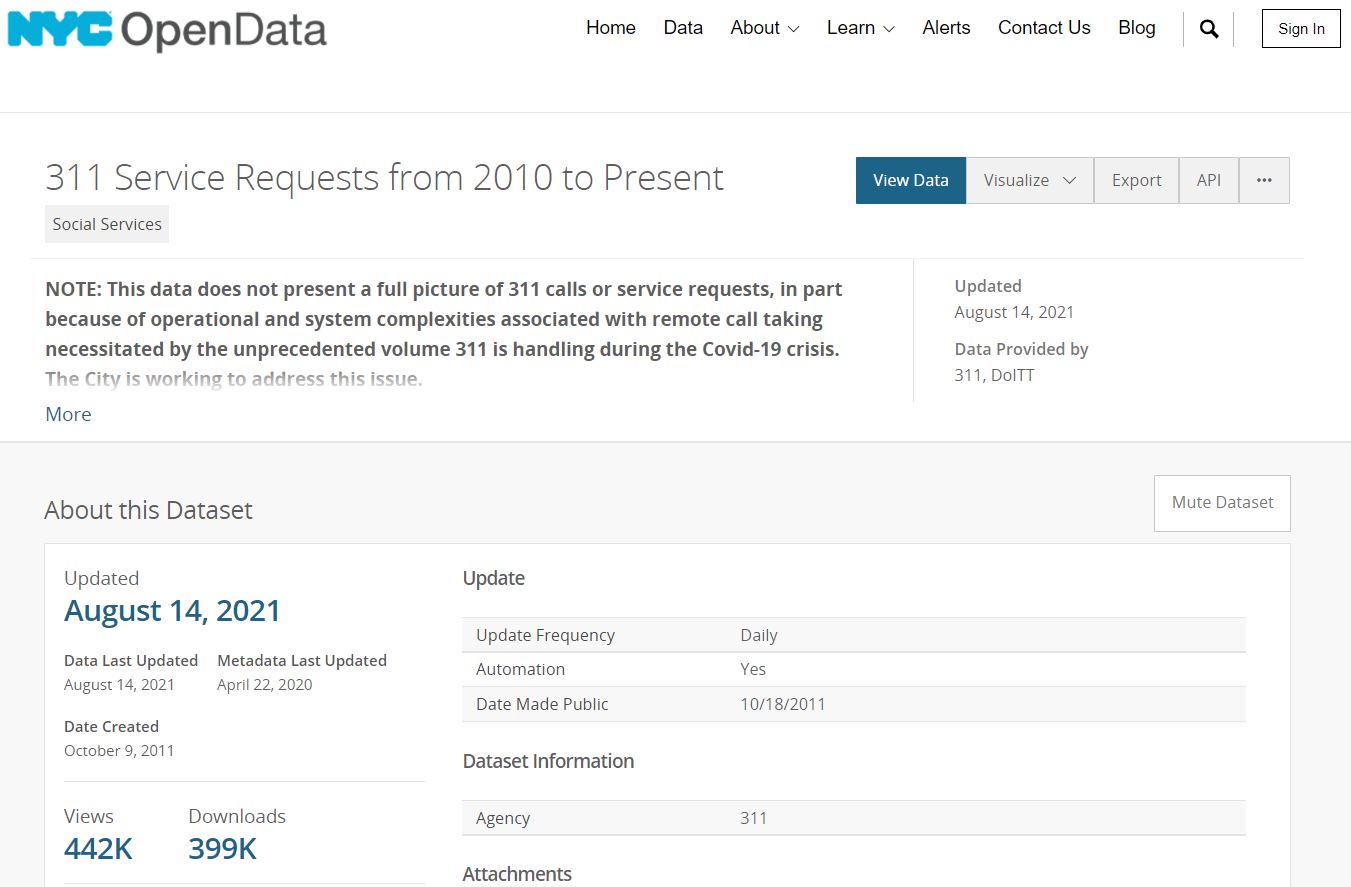 NYC OpenData
Home Data About Learn Alerts Contact Us Blog Sign In
311 Service Requests from 2010 to Present
View Data Visualize Export API ...
Social Services
NOTE: This data does not present a full picture of 311 calls or service requests, in part
because of operational and system complexities associated with remote call taking
necessitated by the unprecedented volume 311 is handling during the Covid-19 crisis.
The City is working to address this issue.
More
Updated
August 14, 2021
Data Provided by
311, DoITT
About this Dataset
Mute Dataset
Updated
August 14, 2021
Data Last Updated Metadata Last Updated
August 14, 2021 April 22, 2020
Date Created
October 9, 2011
Views Downloads
442K 399K
Update
Update Frequency Daily
Automation Yes
Date Made Public 10/18/2011
Dataset Information
Agency 311
Attachments